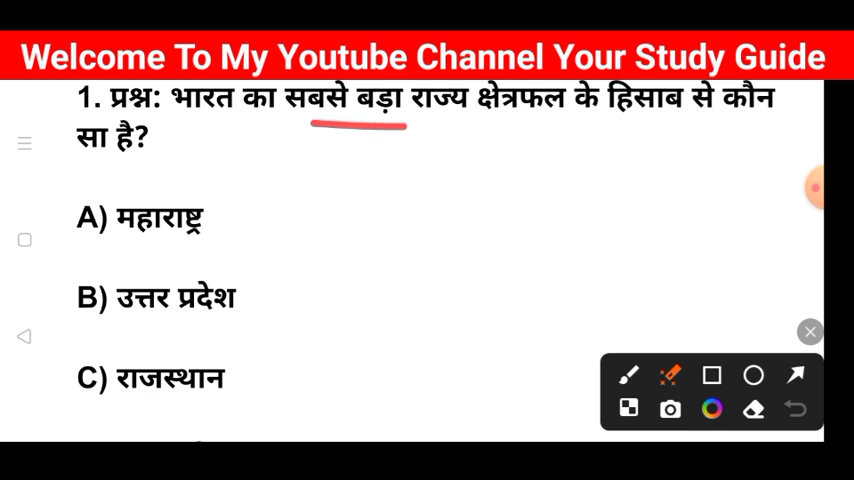 Welcome To My Youtube Channel Your Study Guide
1. प्रश्न: भारत का सबसे बड़ा राज्य क्षेत्रफल के हिसाब से कौन
सा है?
A) महाराष्ट्र
B) उत्तर प्रदेश
C) राजस्थान